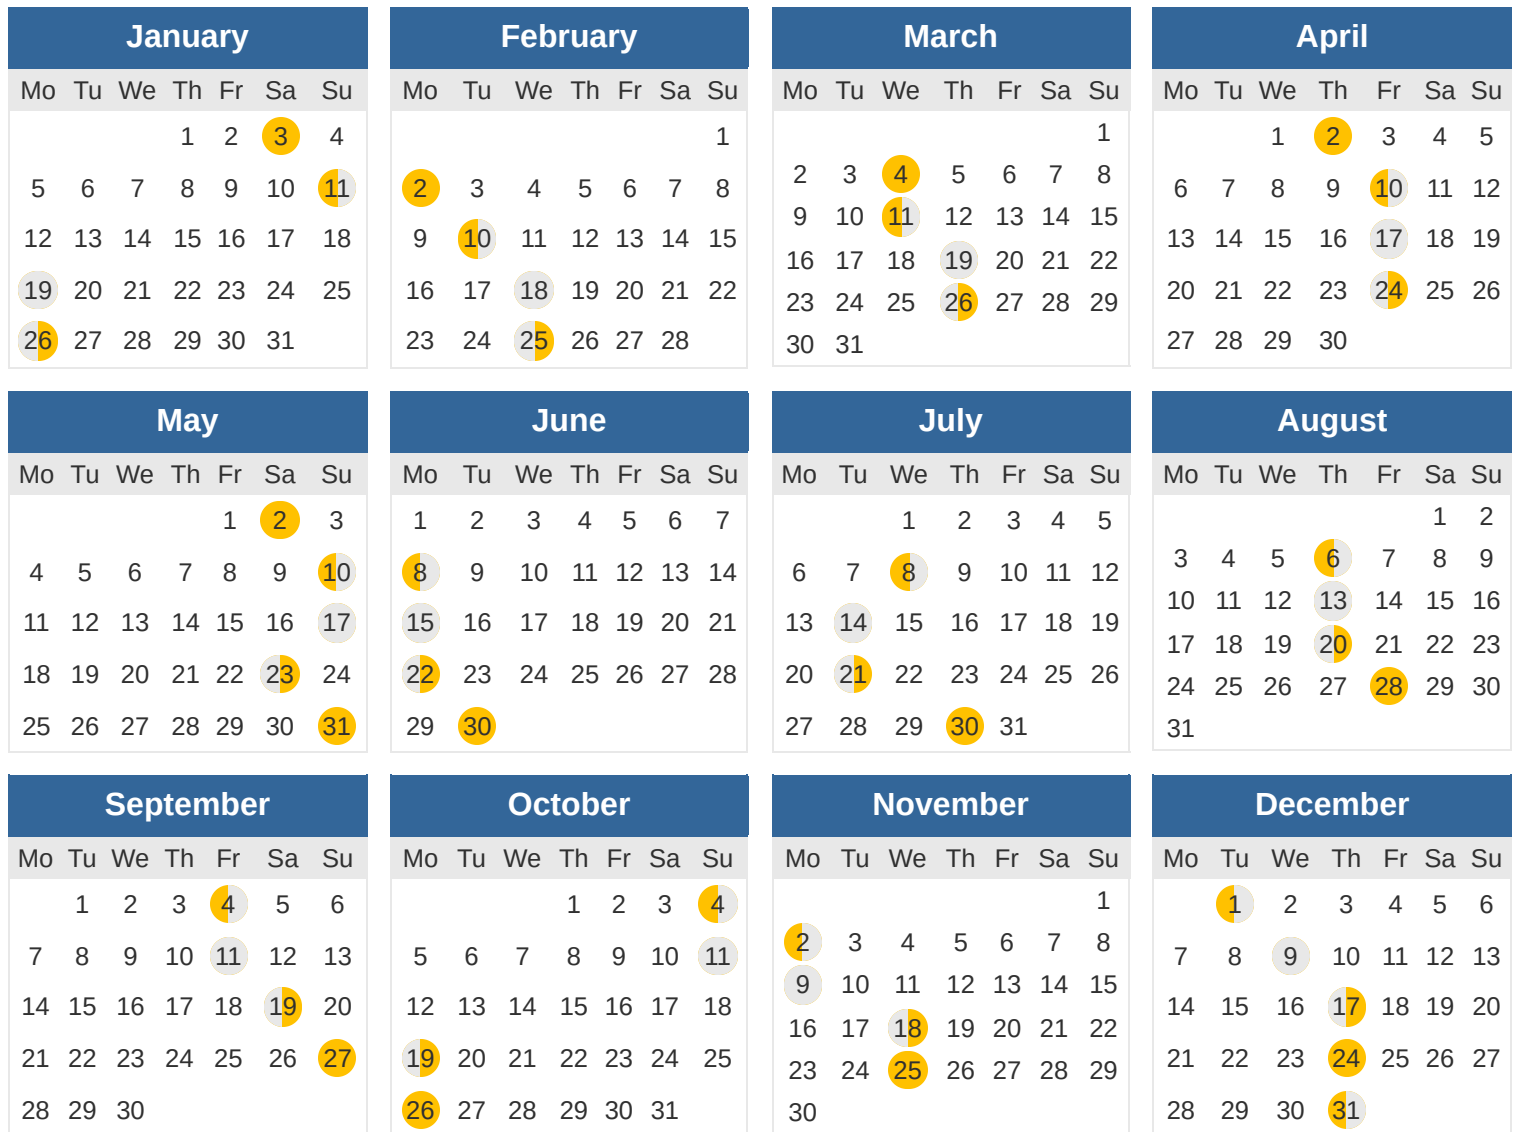 January
Mo Tu We Th Fr Sa Su
1 2 3 4
5 6 7 8 9 10 11
12 13 14 15 16 17 18
19 20 21 22 23 24 25
26 27 28 29 30 31
February
Mo Tu We Th Fr Sa Su
1
2 3 4 5 6 7 8
9 10 11 12 13 14 15
16 17 18 19 20 21 22
23 24 25 26 27 28
March
Mo Tu We Th Fr Sa Su
1
2 3 4 5 6 7 8
9 10 11 12 13 14 15
16 17 18 19 20 21 22
23 24 25 26 27 28 29
30 31
April
Mo Tu We Th Fr Sa Su
1 2 3 4 5
6 7 8 9 10 11 12
13 14 15 16 17 18 19
20 21 22 23 24 25 26
27 28 29 30
May
Mo Tu We Th Fr Sa Su
1 2 3
4 5 6 7 8 9 10
11 12 13 14 15 16 17
18 19 20 21 22 23 24
25 26 27 28 29 30 31
June
Mo Tu We Th Fr Sa Su
1 2 3 4 5 6 7
8 9 10 11 12 13 14
15 16 17 18 19 20 21
22 23 24 25 26 27 28
29 30
July
Mo Tu We Th Fr Sa Su
1 2 3 4 5
6 7 8 9 10 11 12
13 14 15 16 17 18 19
20 21 22 23 24 25 26
27 28 29 30 31
August
Mo Tu We Th Fr Sa Su
1 2
3 4 5 6 7 8 9
10 11 12 13 14 15 16
17 18 19 20 21 22 23
24 25 26 27 28 29 30
31
September
Mo Tu We Th Fr Sa Su
1 2 3 4 5 6
7 8 9 10 11 12 13
14 15 16 17 18 19 20
21 22 23 24 25 26 27
28 29 30
October
Mo Tu We Th Fr Sa Su
1 2 3 4
5 6 7 8 9 10 11
12 13 14 15 16 17 18
19 20 21 22 23 24 25
26 27 28 29 30 31
November
Mo Tu We Th Fr Sa Su
1
2 3 4 5 6 7 8
9 10 11 12 13 14 15
16 17 18 19 20 21 22
23 24 25 26 27 28 29
30
December
Mo Tu We Th Fr Sa Su
1 2 3 4 5 6
7 8 9 10 11 12 13
14 15 16 17 18 19 20
21 22 23 24 25 26 27
28 29 30 31